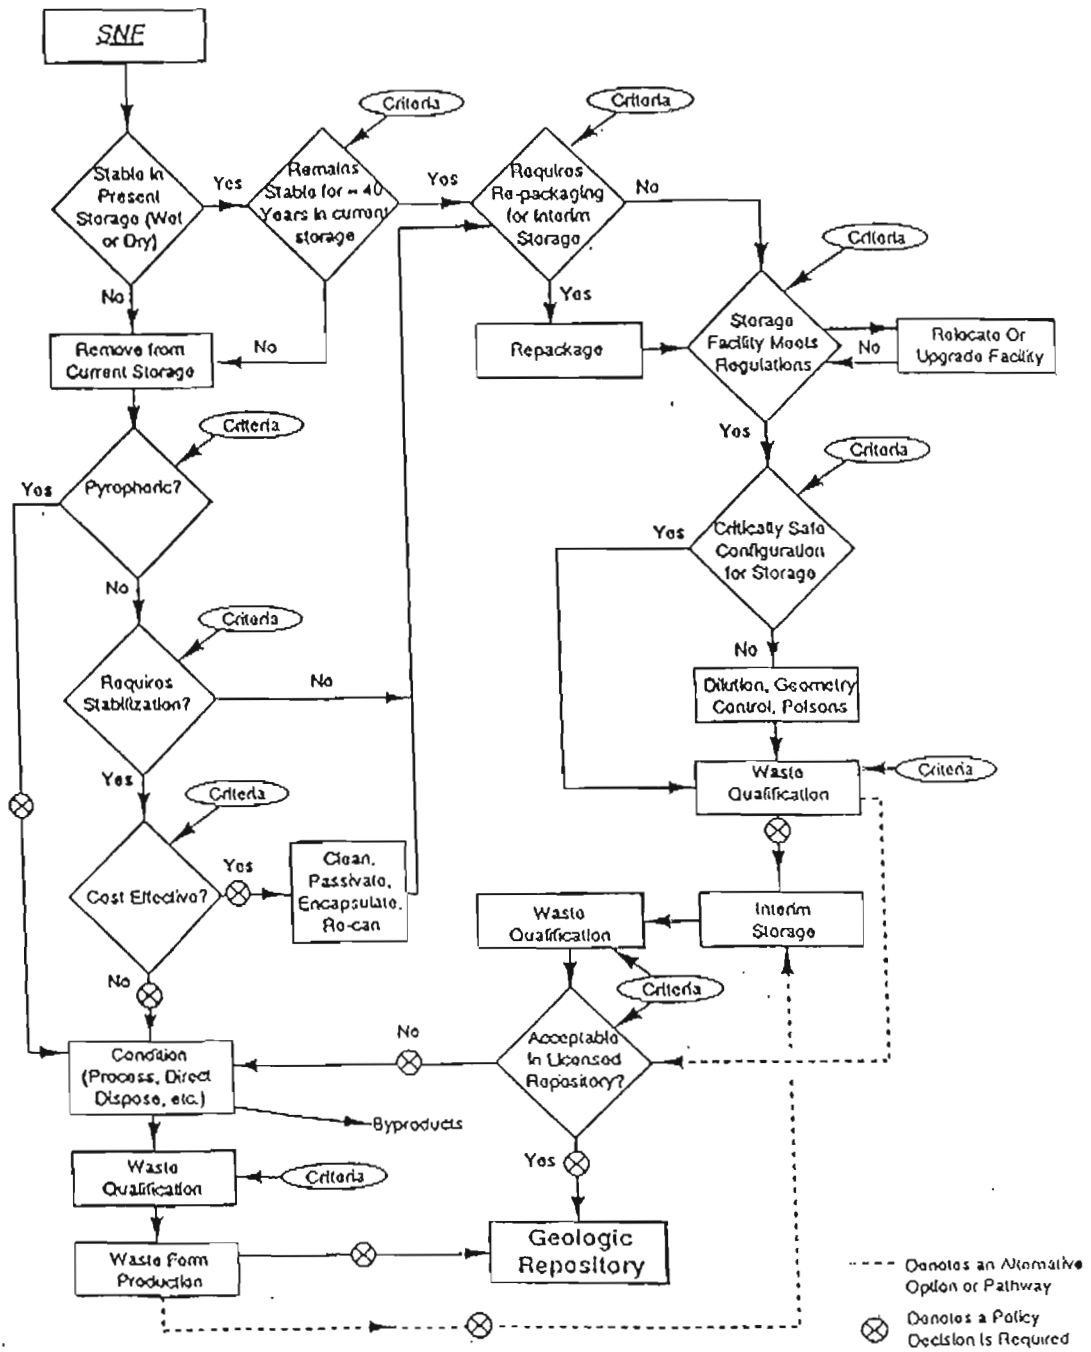 SNF
Criteria
Criteria
Stable in
Present
Storage (Wet
or Dry)
Yes
Remains
Stable for ~ 40
Years in current
storage
Yes
Requires
Re-packaging
for Interim
Storage
No
Criteria
No
Yes
Remove from
Current Storage
No
Repackage
Storage
Facility Meets
Regulations
No
Relocate Or
Upgrade Facility
Criteria
Yes
Criteria
Yes
Pyrophoric?
Yes
Critically Safe
Configuration
for Storage
No
Criteria
No
Requires
Stabilization?
No
Dilution, Geometry
Control, Poisons
Yes
Criteria
Waste
Qualification
Criteria
Cost Effective?
Yes
Clean,
Passivate,
Encapsulate,
Re-can
Waste
Qualification
Interim
Storage
No
Criteria
Condition
(Process, Direct
Dispose, etc.)
No
Acceptable
in Licensed
Repository?
Byproducts
Waste
Qualification
Criteria
Yes
Waste Form
Production
Geologic
Repository
Denotes an Alternative
Option or Pathway
Denotes a Policy
Decision is Required